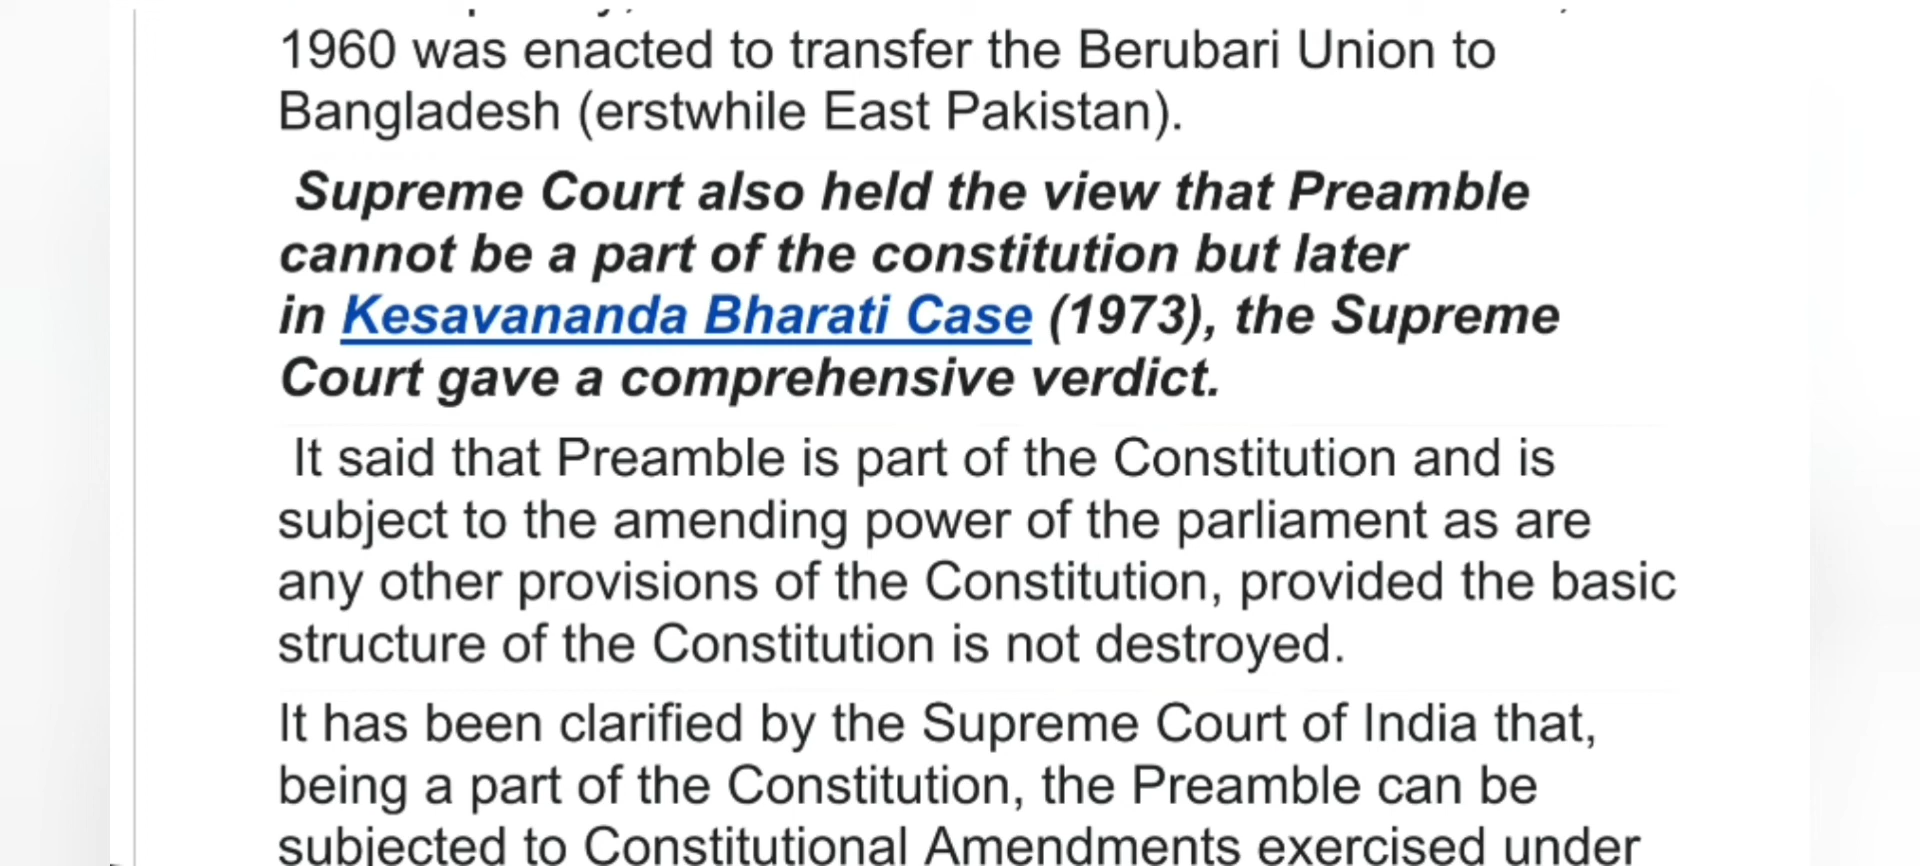 1960 was enacted to transfer the Berubari Union to
Bangladesh (erstwhile East Pakistan).
Supreme Court also held the view that Preamble
cannot be a part of the constitution but later
in Kesavananda Bharati Case (1973), the Supreme
Court gave a comprehensive verdict.
It said that Preamble is part of the Constitution and is
subject to the amending power of the parliament as are
any other provisions of the Constitution, provided the basic
structure of the Constitution is not destroyed.
It has been clarified by the Supreme Court of India that,
being a part of the Constitution, the Preamble can be
subjected to Constitutional Amendments exercised under